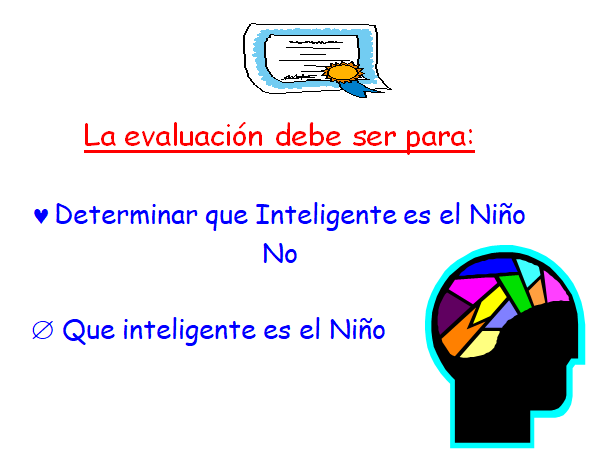 La evaluación debe ser para:
♥ Determinar que Inteligente es el Niño
No
∅ Que inteligente es el Niño